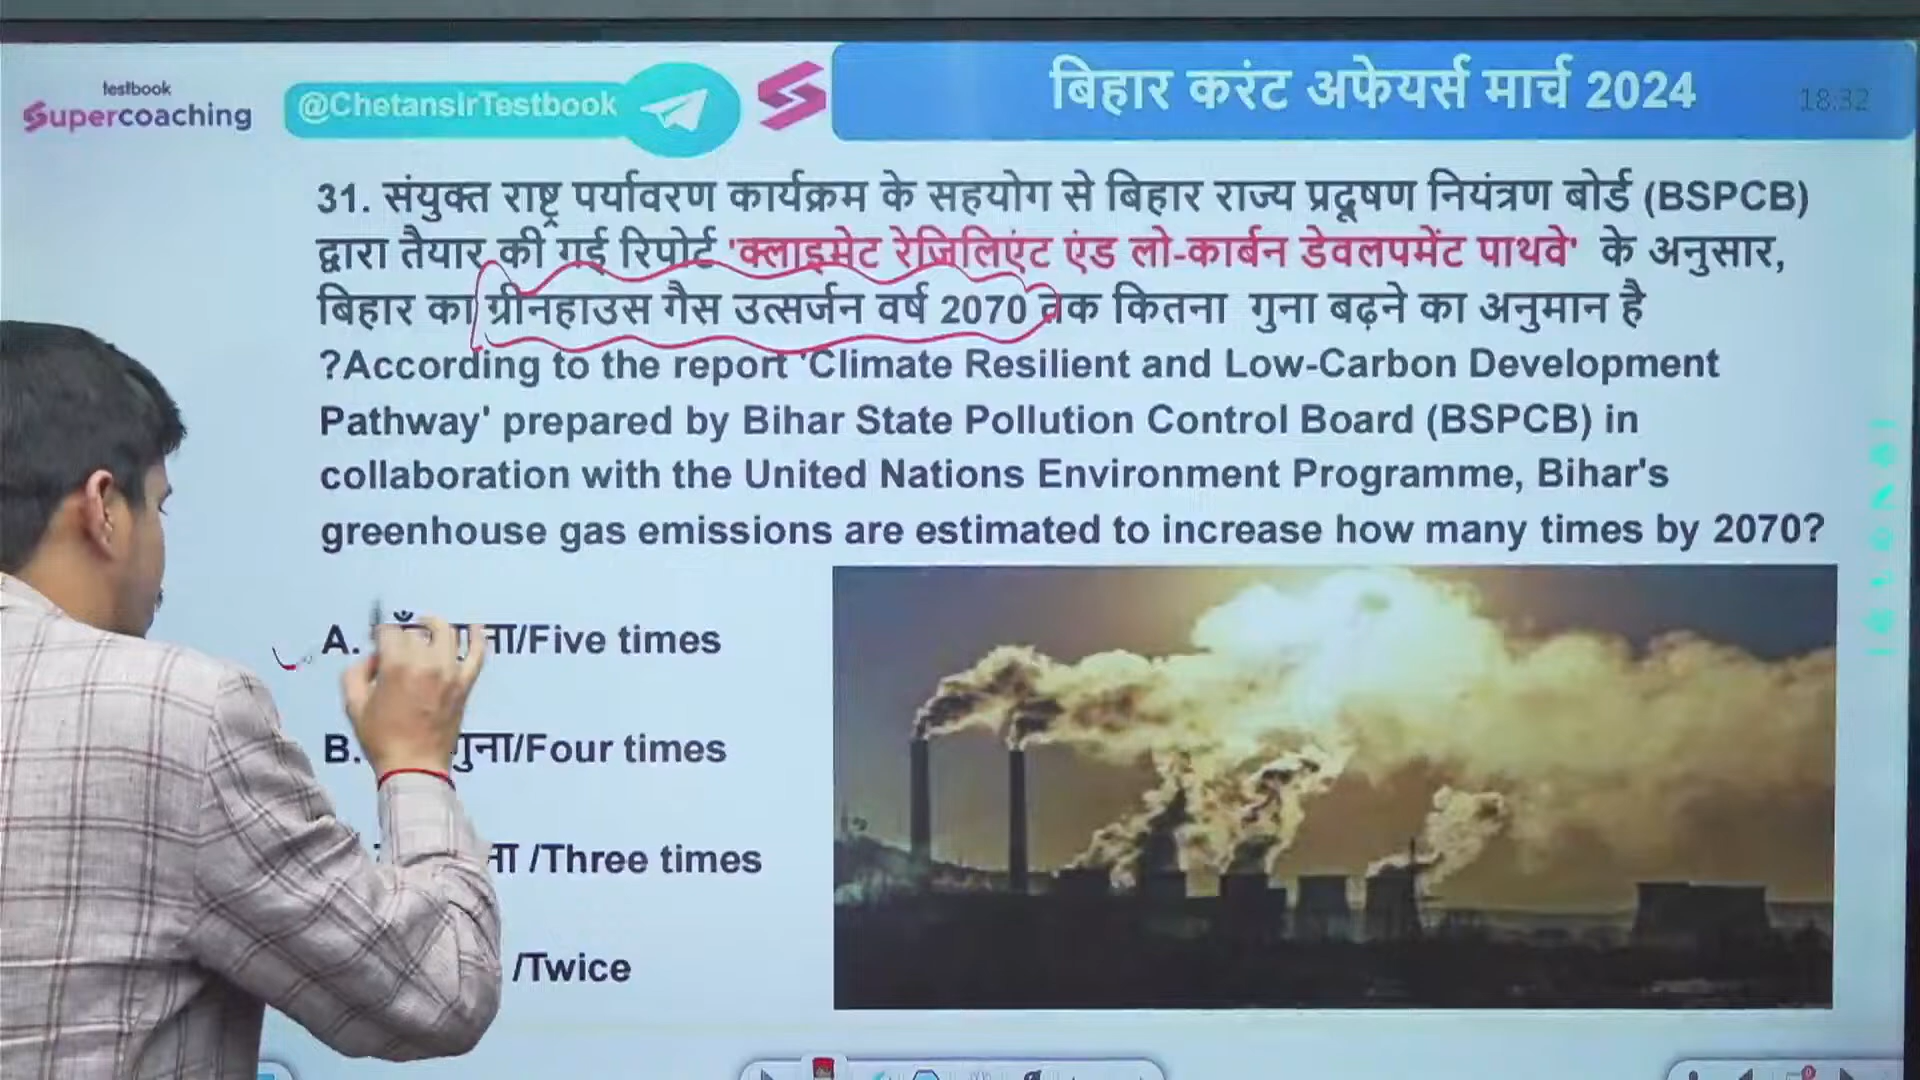 testbook
Supercoaching
@ChetansirTestbook
बिहार करंट अफेयर्स मार्च 2024
18:32
31. संयुक्त राष्ट्र पर्यावरण कार्यक्रम के सहयोग से बिहार राज्य प्रदूषण नियंत्रण बोर्ड (BSPCB)
द्वारा तैयार की गई रिपोर्ट 'क्लाइमेट रेजिलिएंट एंड लो-कार्बन डेवलपमेंट पाथवे' के अनुसार,
बिहार का ग्रीनहाउस गैस उत्सर्जन वर्ष 2070 तक कितना गुना बढ़ने का अनुमान है
?According to the report 'Climate Resilient and Low-Carbon Development
Pathway' prepared by Bihar State Pollution Control Board (BSPCB) in
collaboration with the United Nations Environment Programme, Bihar's
greenhouse gas emissions are estimated to increase how many times by 2070?
A. /Five times
B. गुना/Four times
/Three times
/Twice